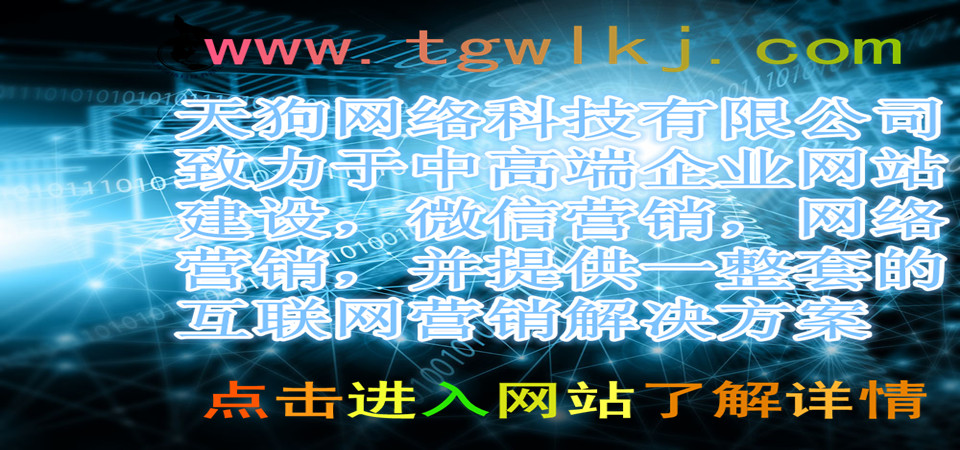 www.tgwlkj.com
天狗网络科技有限公司
致力于中高端企业网站
建设，微信营销，网络
营销，并提供一整套的
互联网营销解决方案
点击进入网站了解详情